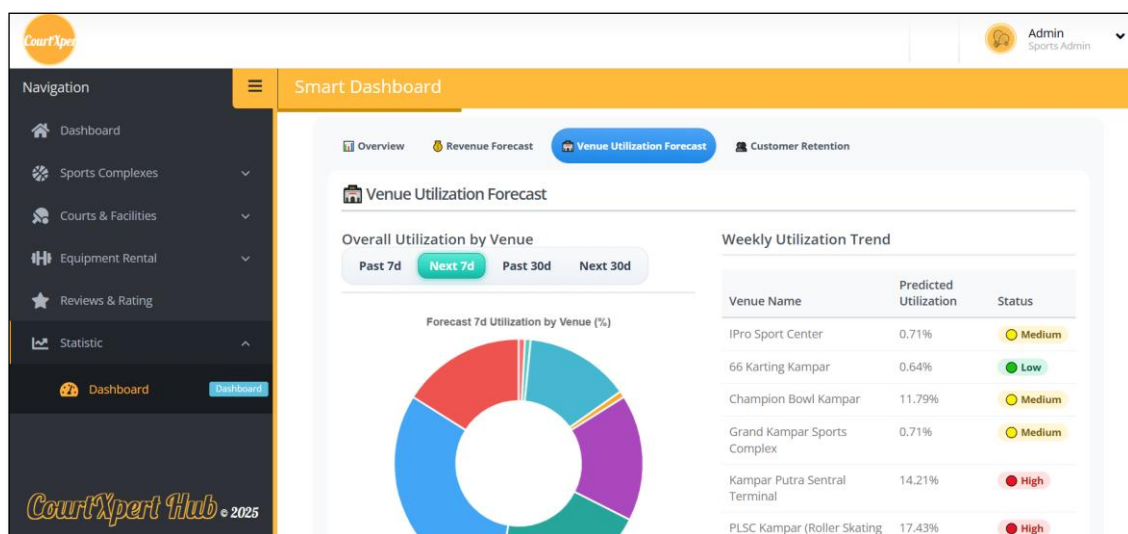 CourtXper
Admin
Sports Admin
Navigation
Smart Dashboard
Dashboard
Sports Complexes
Courts & Facilities
Equipment Rental
Reviews & Rating
Statistic
Dashboard
Dashboard
CourtXpert Hub © 2025
Overview
Revenue Forecast
Venue Utilization Forecast
Customer Retention
Venue Utilization Forecast
Overall Utilization by Venue
Past 7d
Next 7d
Past 30d
Next 30d
Forecast 7d Utilization by Venue (%)
Weekly Utilization Trend
Venue Name
Predicted
Utilization
Status
IPro Sport Center 0.71% Medium
66 Karting Kampar 0.64% Low
Champion Bowl Kampar 11.79% Medium
Grand Kampar Sports
Complex 0.71% Medium
Kampar Putra Sentral
Terminal 14.21% High
PLSC Kampar (Roller Skating 17.43% High